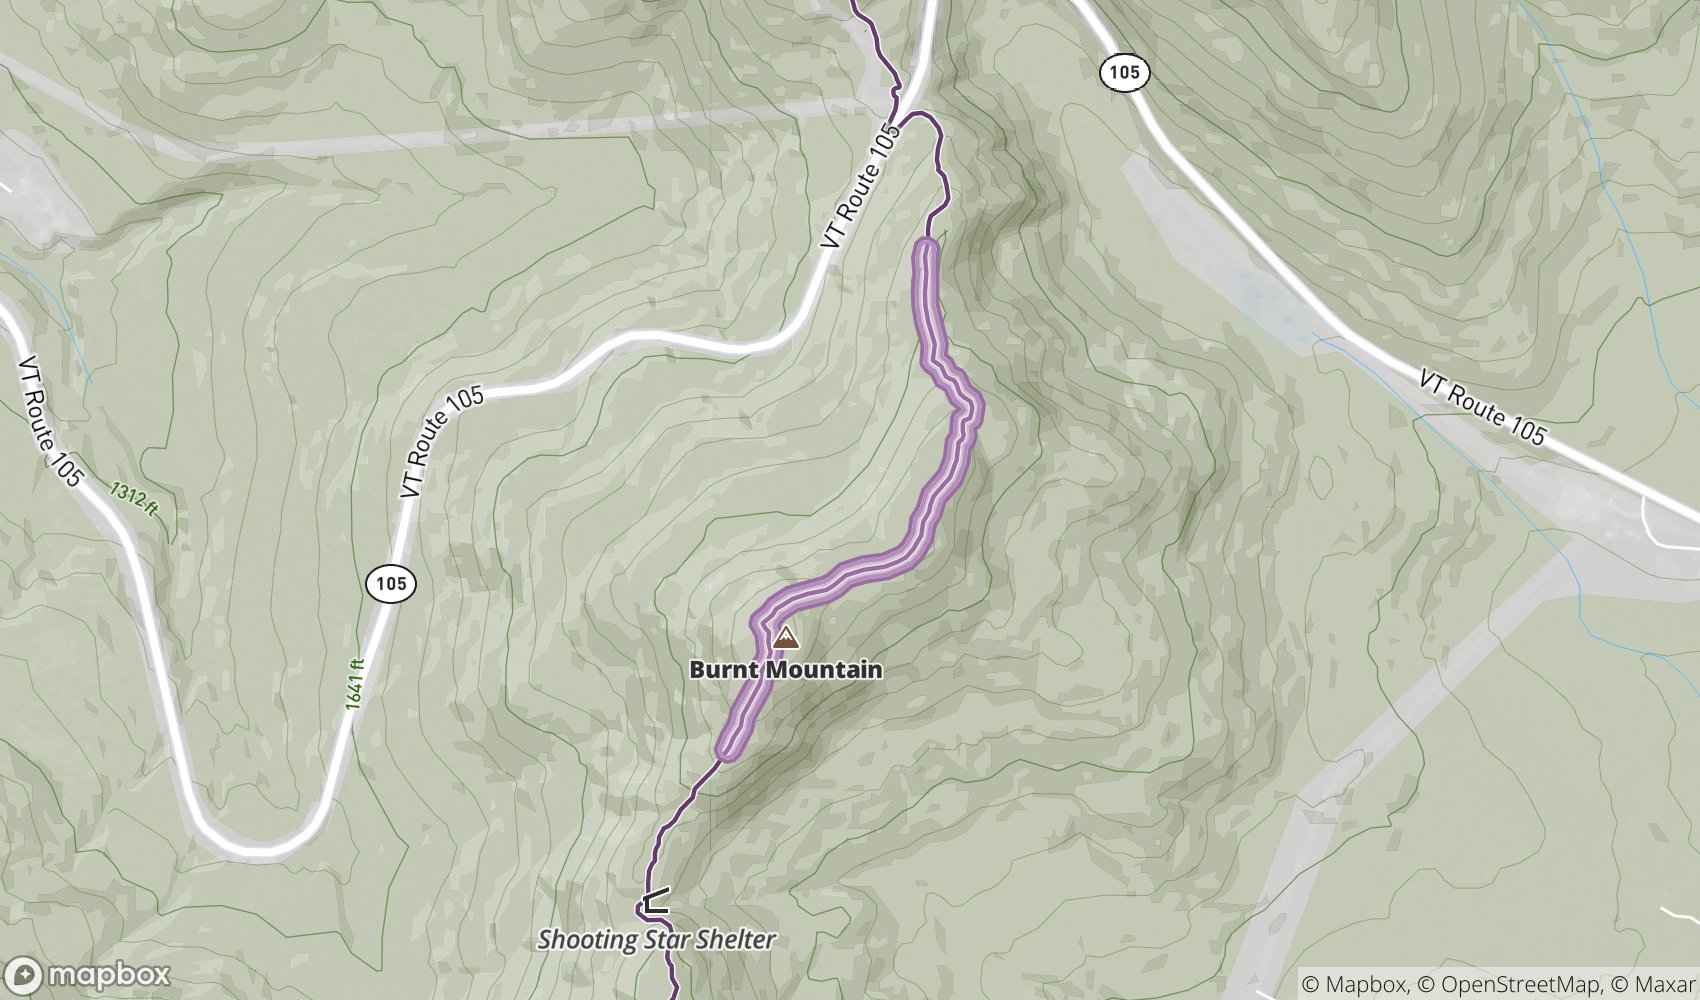 105
VT Route 105
VT Route 105
VT Route 105
VT Route 105
1312 ft
105
1641 ft
Burnt Mountain
Shooting Star Shelter
mapbox
© Mapbox, © OpenStreetMap, © Maxar